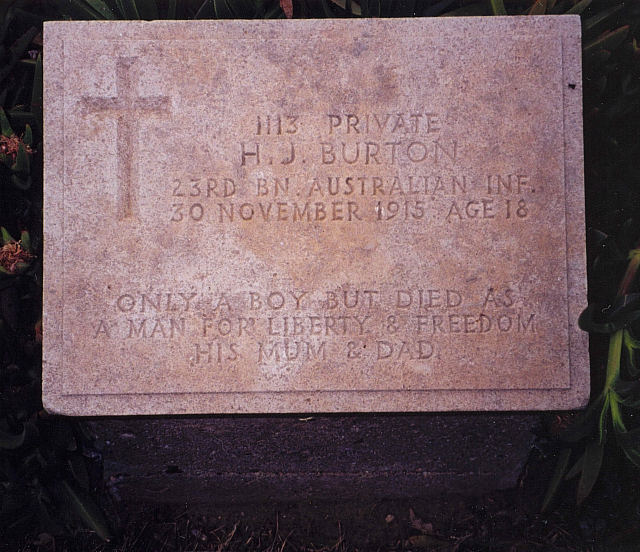 1113 PRIVATE
H.J. BURTON
23RD BN. AUSTRALIAN INF.
30 NOVEMBER 1915 AGE 18
ONLY A BOY BUT DIED AS
A MAN FOR LIBERTY & FREEDOM
HIS MUM & DAD